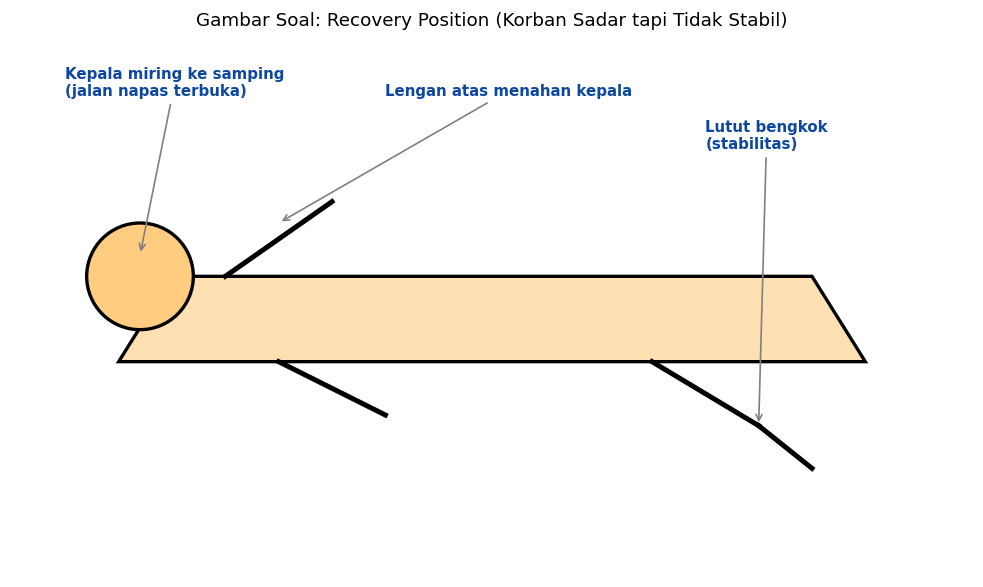 Gambar Soal: Recovery Position (Korban Sadar tapi Tidak Stabil)
Kepala miring ke samping
(jalan napas terbuka)
Lengan atas menahan kepala
Lutut bengkok
(stabilitas)